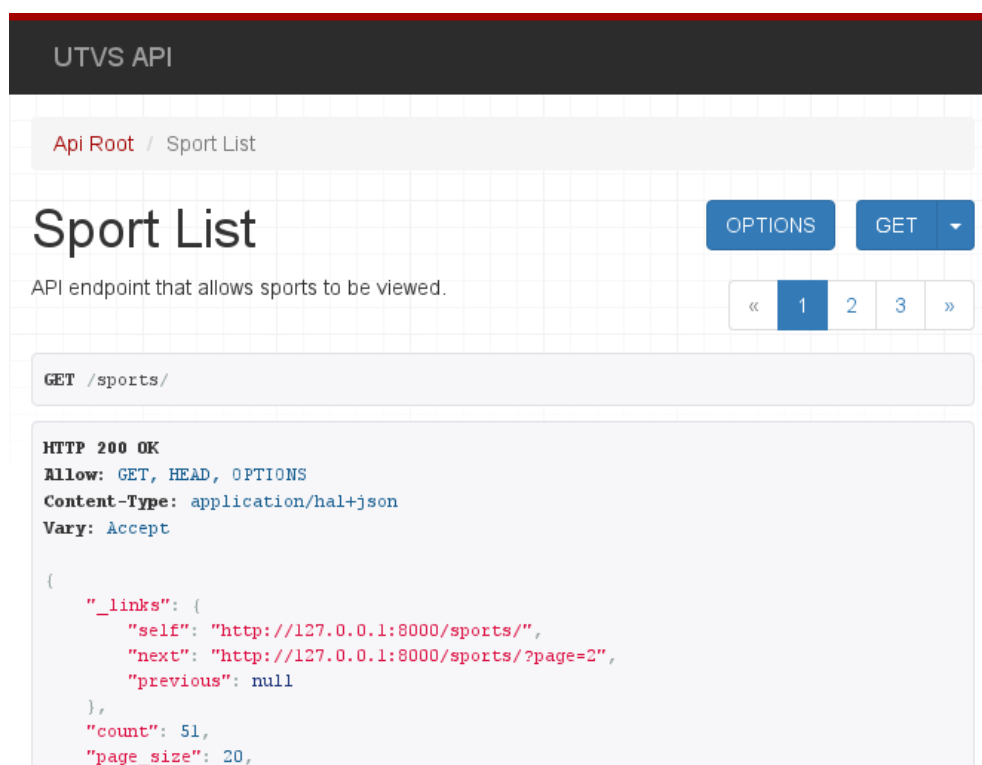 UTVS API
Api Root / Sport List
Sport List
OPTIONS GET
API endpoint that allows sports to be viewed.
« 1 2 3 »
GET /sports/
HTTP 200 OK
Allow: GET, HEAD, OPTIONS
Content-Type: application/hal+json
Vary: Accept
{
"_links": {
"self": "http://127.0.0.1:8000/sports/",
"next": "http://127.0.0.1:8000/sports/?page=2",
"previous": null
},
"count": 51,
"page_size": 20,